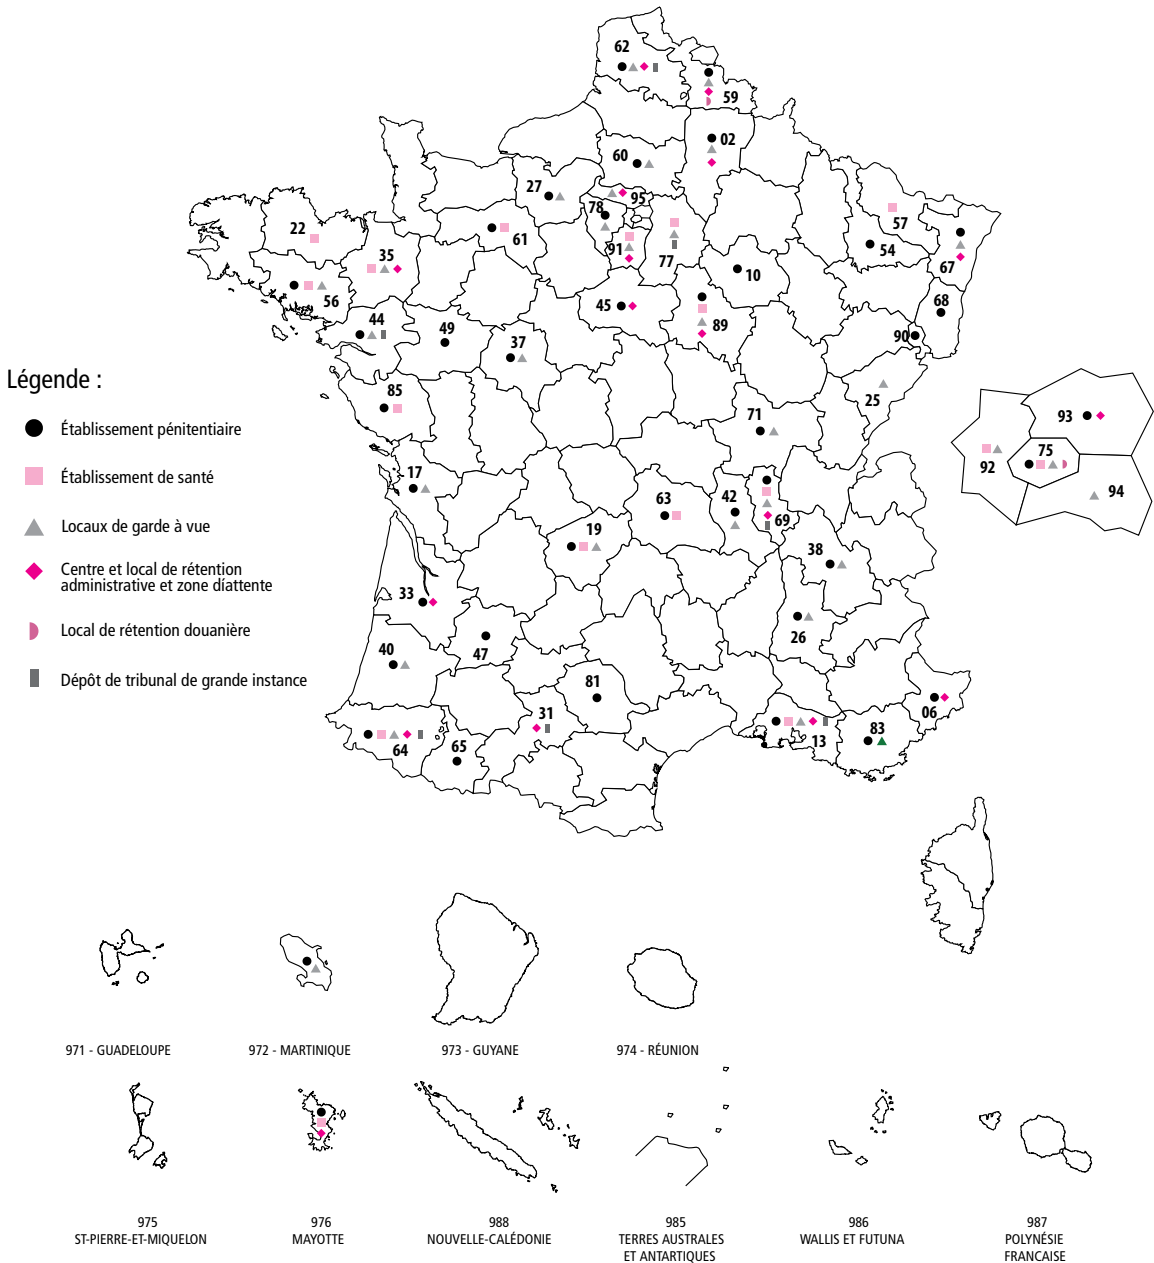 62
59
02
60
27
95
78
22
61
57
35
91
77
54
67
10
56
68
45
44
49
89
90
37
Légende :
85
25
93
Établissement pénitentiaire
71
75
92
Établissement de santé
17
63
42
94
Locaux de garde à vue
69
19
38
Centre et local de rétention
administrative et zone díattente
33
Local de rétention douanière
26
40
47
Dépôt de tribunal de grande instance
81
31
06
83
64
65
13
971 - GUADELOUPE
972 - MARTINIQUE
973 - GUYANE
974 - RÉUNION
975
ST-PIERRE-ET-MIQUELON
976
MAYOTTE
988
NOUVELLE-CALÉDONIE
985
TERRES AUSTRALES
ET ANTARTIQUES
986
WALLIS ET FUTUNA
987
POLYNÉSIE
FRANCAISE